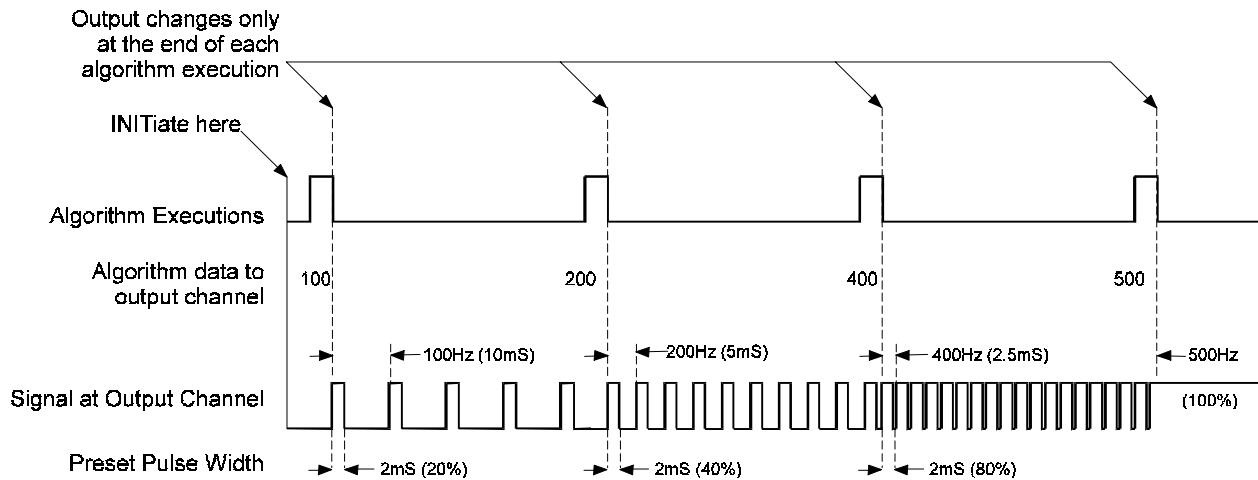 Output changes only
at the end of each
algorithm execution
INITiate here
Algorithm Executions
Algorithm data to
output channel
100
200
400
500
100Hz (10mS)
200Hz (5mS)
400Hz (2.5mS)
500Hz
(100%)
Signal at Output Channel
Preset Pulse Width
2mS (20%)
2mS (40%)
2mS (80%)